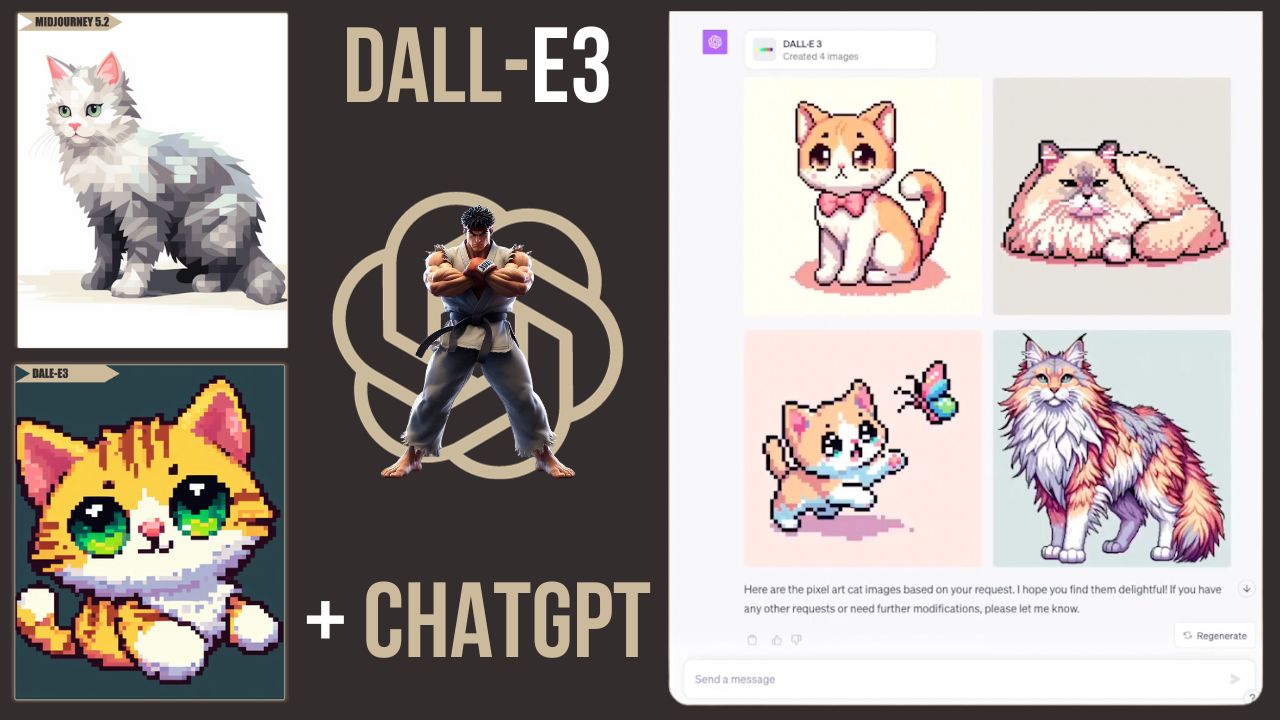 MIDJOURNEY 5.2
DALE-E3
DALL-E3
+ CHATGPT
DALL·E 3
Created 4 images
Here are the pixel art cat images based on your request. I hope you find them delightful! If you have
any other requests or need further modifications, please let me know.
Regenerate
Send a message
?